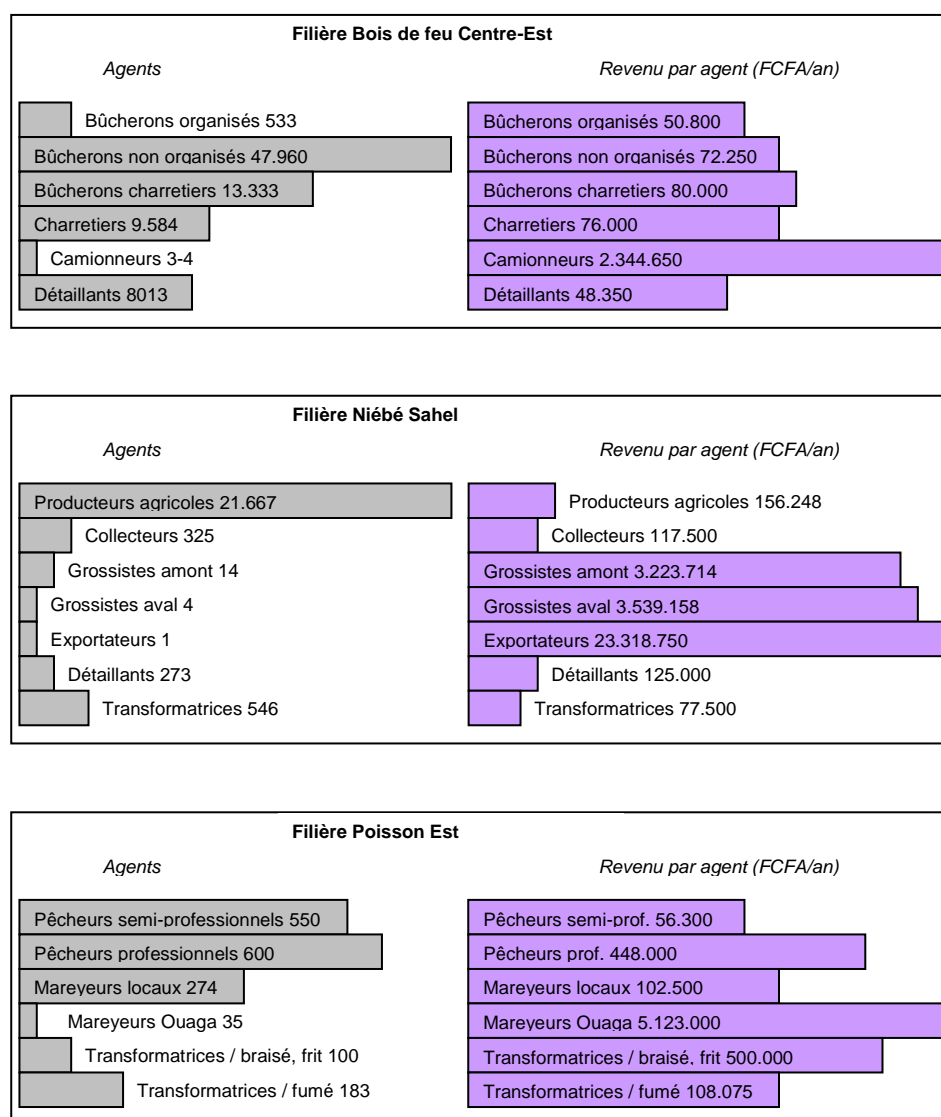 Filière Bois de feu Centre-Est
Agents
Revenu par agent (FCFA/an)
Bûcherons organisés 533
Bûcherons organisés 50.800
Bûcherons non organisés 47.960
Bûcherons non organisés 72.250
Bûcherons charretiers 13.333
Bûcherons charretiers 80.000
Charretiers 9.584
Charretiers 76.000
Camionneurs 3-4
Camionneurs 2.344.650
Détaillants 8013
Détaillants 48.350
Filière Niébé Sahel
Agents
Revenu par agent (FCFA/an)
Producteurs agricoles 21.667
Producteurs agricoles 156.248
Collecteurs 325
Collecteurs 117.500
Grossistes amont 14
Grossistes amont 3.223.714
Grossistes aval 4
Grossistes aval 3.539.158
Exportateurs 1
Exportateurs 23.318.750
Détaillants 273
Détaillants 125.000
Transformatrices 546
Transformatrices 77.500
Filière Poisson Est
Agents
Revenu par agent (FCFA/an)
Pêcheurs semi-professionnels 550
Pêcheurs semi-prof. 56.300
Pêcheurs professionnels 600
Pêcheurs prof. 448.000
Mareyeurs locaux 274
Mareyeurs locaux 102.500
Mareyeurs Ouaga 35
Mareyeurs Ouaga 5.123.000
Transformatrices / braisé, frit 100
Transformatrices / braisé, frit 500.000
Transformatrices / fumé 183
Transformatrices / fumé 108.075